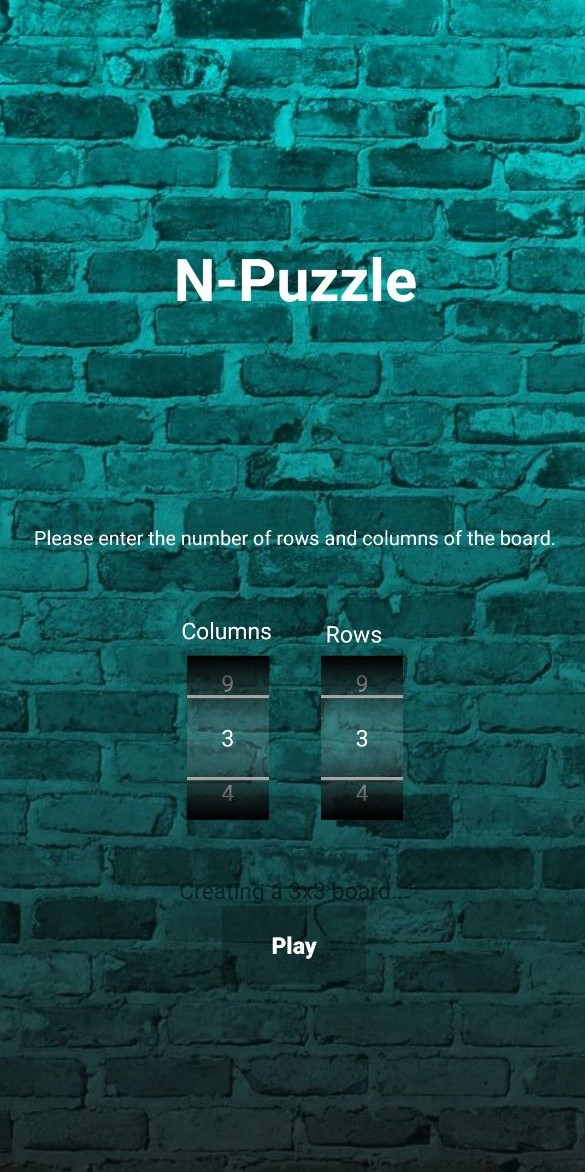 N-Puzzle
Please enter the number of rows and columns of the board.
Columns Rows
9 9
3 3
4 4
Creating a 3x3 board...
Play